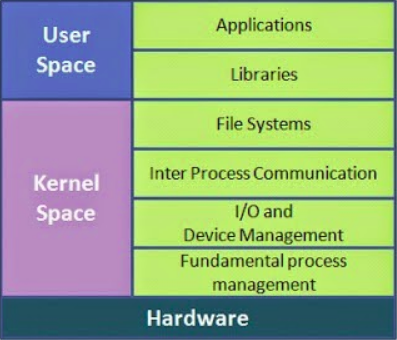 User
Space
Applications
Libraries
Kernel
Space
File Systems
Inter Process Communication
I/O and
Device Management
Fundamental process
management
Hardware